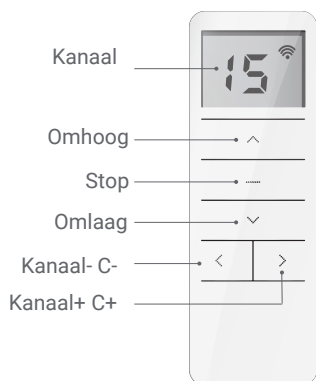 Kanaal
15
Omhoog
Stop
Omlaag
Kanaal- C-
Kanaal+ C+